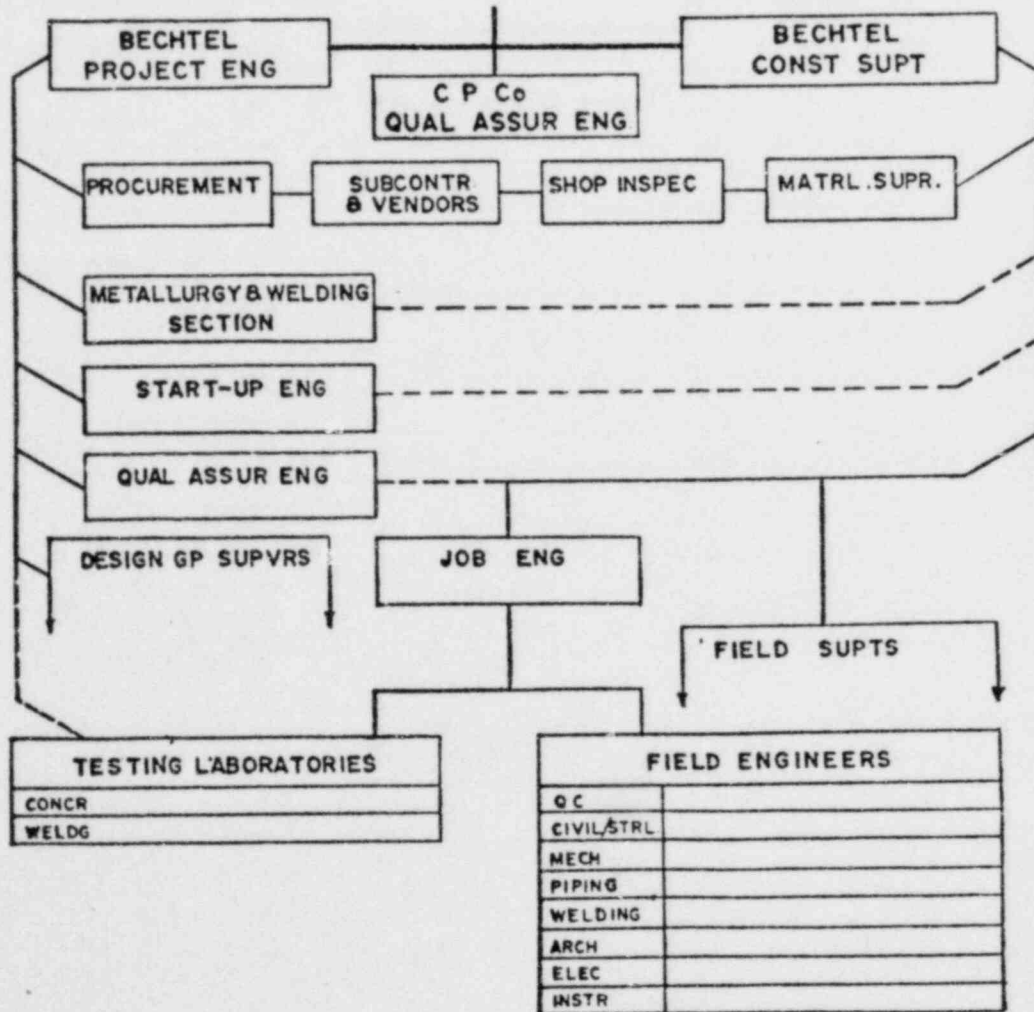 BECHTEL
PROJECT ENG
BECHTEL
CONST SUPT
C P Co
QUAL ASSUR ENG
PROCUREMENT
SUBCONTR
& VENDORS
SHOP INSPEC
MATRL. SUPR.
METALLURGY & WELDING
SECTION
START-UP ENG
QUAL ASSUR ENG
DESIGN GP SUPVRS
JOB ENG
FIELD SUPTS
TESTING LABORATORIES
CONCR
WELDG
FIELD ENGINEERS
QC
CIVIL/STRL
MECH
PIPING
WELDING
ARCH
ELEC
INSTR